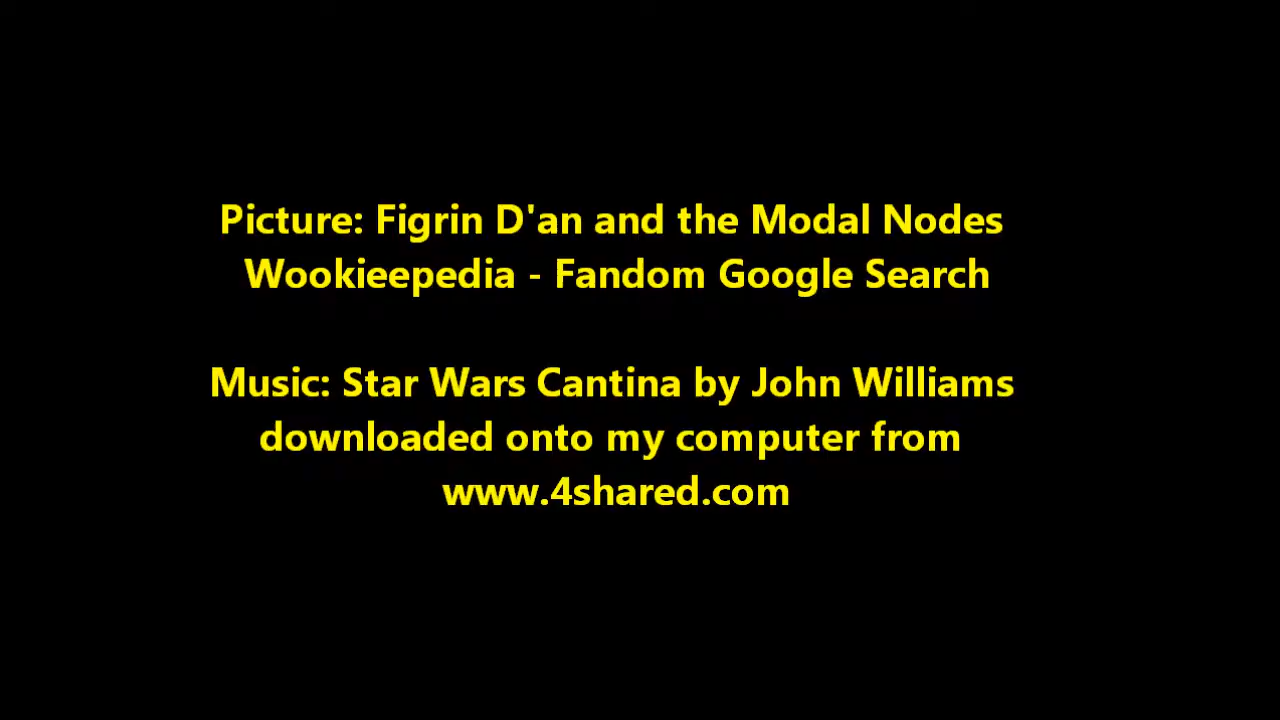 Picture: Figrin D'an and the Modal Nodes
Wookieepedia - Fandom Google Search
Music: Star Wars Cantina by John Williams
downloaded onto my computer from
www.4shared.com